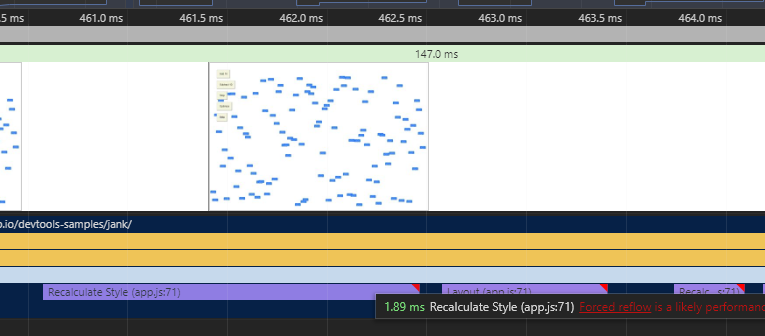 .5 ms 461.0 ms 461.5 ms 462.0 ms 462.5 ms 463.0 ms 463.5 ms 464.0 ms
147.0 ms
o.io/devtools-samples/jank/
Recalculate Style (app.js:71) Layout (app.js:71) Recalc...s:71)
1.89 ms Recalculate Style (app.js:71) Forced reflow is a likely performanc